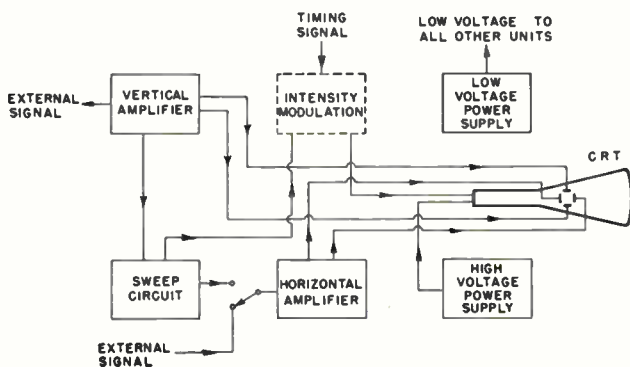 TIMING
SIGNAL
LOW VOLTAGE TO
ALL OTHER UNITS
EXTERNAL
SIGNAL
VERTICAL
AMPLIFIER
INTENSITY
MODULATION
LOW
VOLTAGE
POWER
SUPPLY
CRT
SWEEP
CIRCUIT
HORIZONTAL
AMPLIFIER
HIGH
VOLTAGE
POWER
SUPPLY
EXTERNAL
SIGNAL